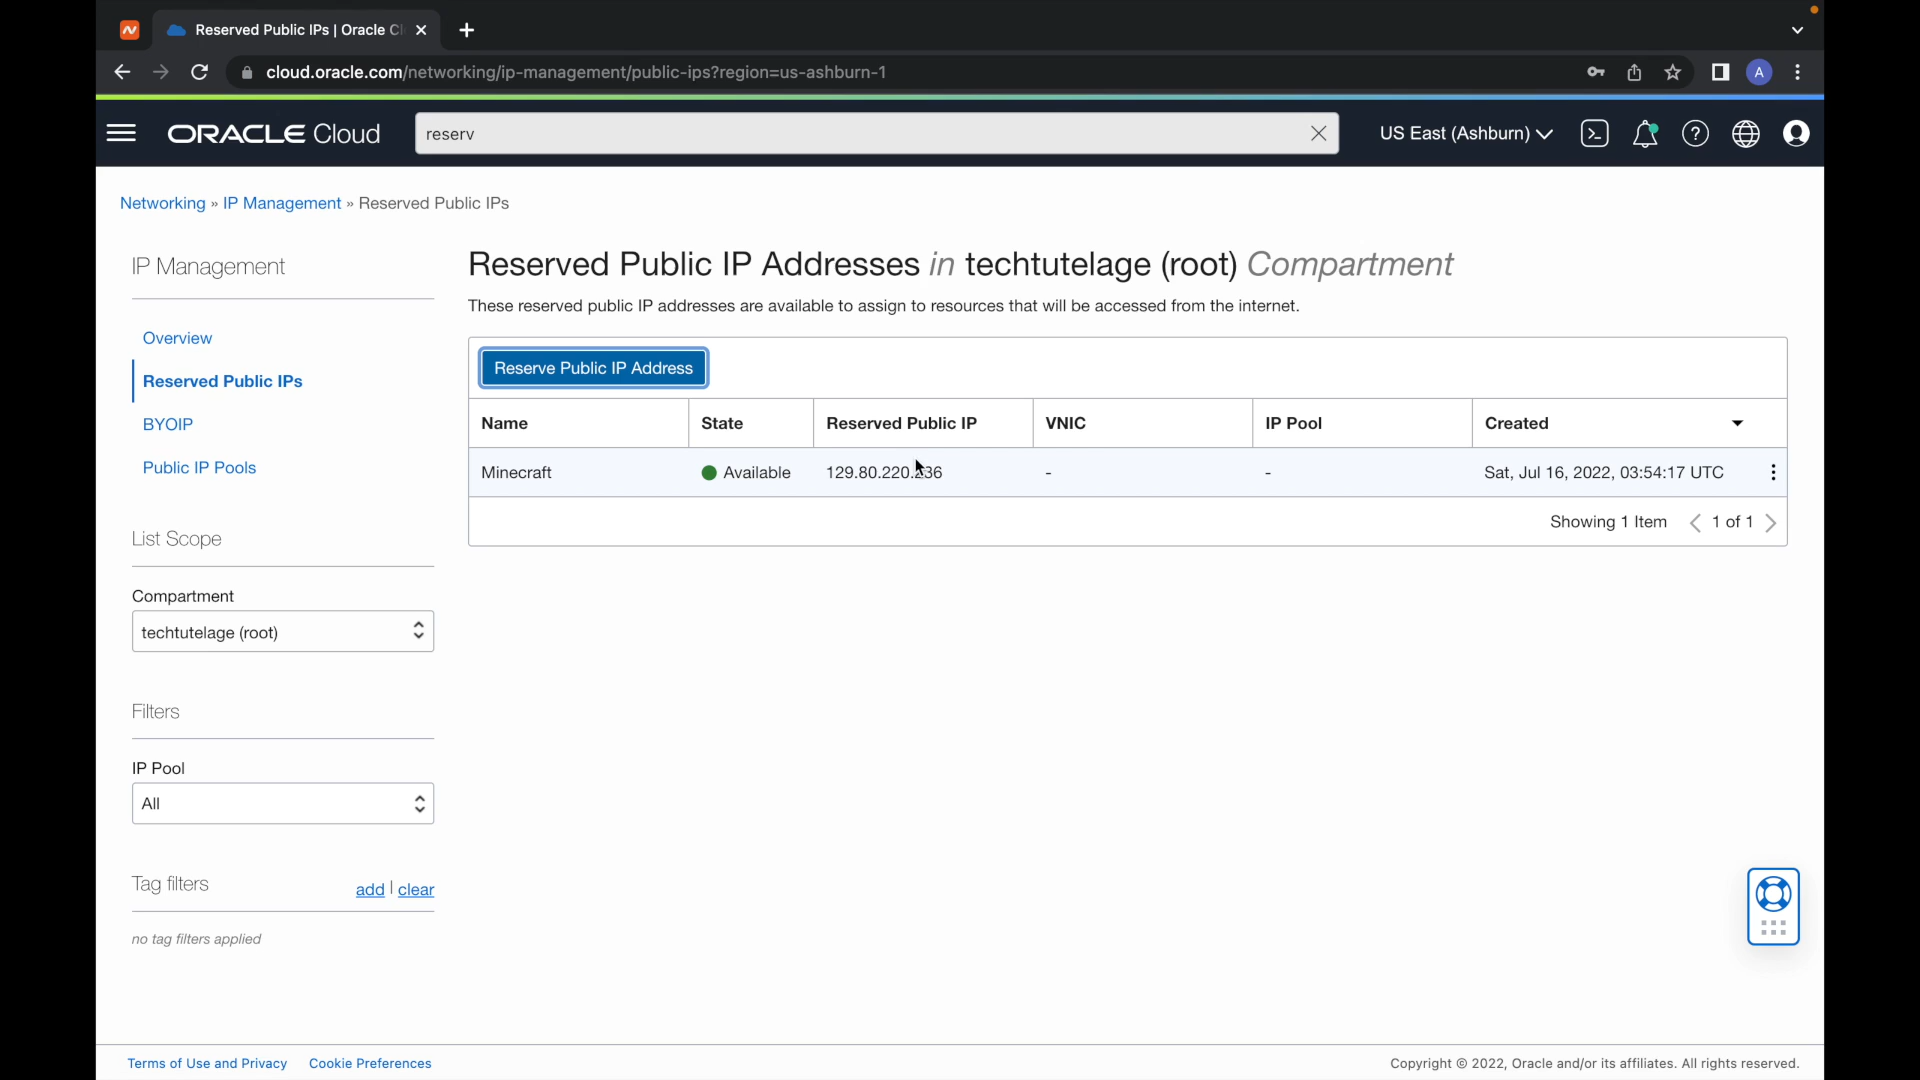 Reserved Public IPs | Oracle Cl
cloud.oracle.com/networking/ip-management/public-ips?region=us-ashburn-1
A
ORACLE Cloud
reserv
US East (Ashburn)
Networking » IP Management » Reserved Public IPs
IP Management
Overview
Reserved Public IPs
BYOIP
Public IP Pools
List Scope
Compartment
techtutelage (root)
Filters
IP Pool
All
Tag filters
add | clear
no tag filters applied
Reserved Public IP Addresses in techtutelage (root) Compartment
These reserved public IP addresses are available to assign to resources that will be accessed from the internet.
Reserve Public IP Address
Name State Reserved Public IP VNIC IP Pool Created
Minecraft Available - - Sat, Jul 16, 2022, 03:54:17 UTC
Showing 1 Item 1 of 1
Terms of Use and Privacy Cookie Preferences
Copyright © 2022, Oracle and/or its affiliates. All rights reserved.